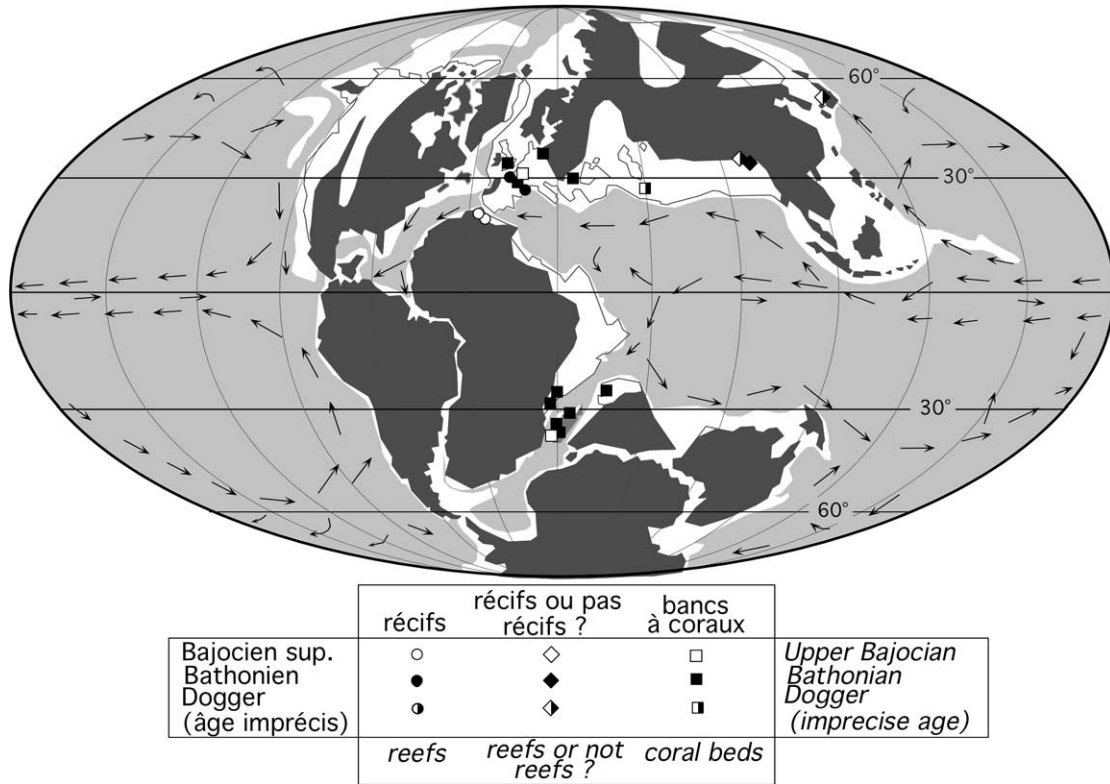 60°
30°
30°
60°
récifs
récifs ou pas
récifs ?
bancs
à coraux
Bajocien sup.
Upper Bajocian
Bathonien
Bathonian
Dogger
(âge imprécis)
Dogger
(imprecise age)
reefs
reefs or not
reefs ?
coral beds